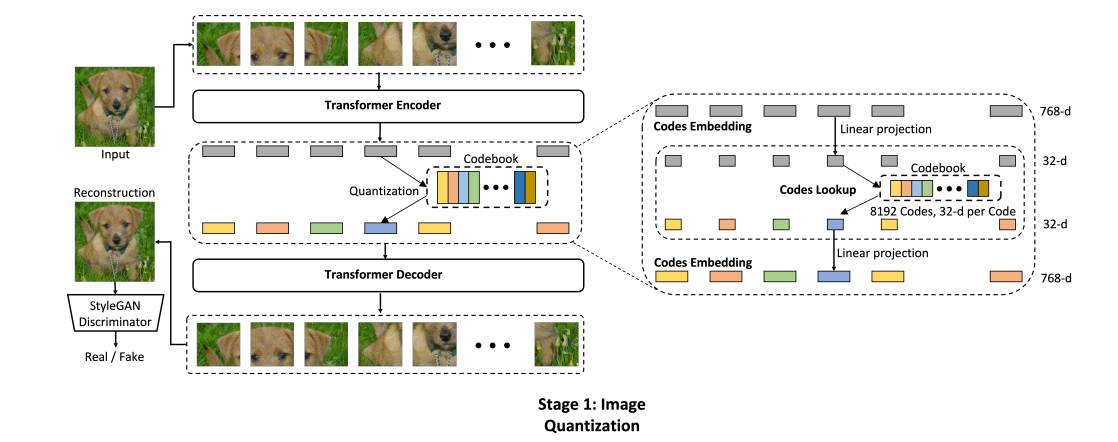 Input
Transformer Encoder
Codebook
Quantization
Transformer Decoder
Reconstruction
StyleGAN
Discriminator
Real / Fake
768-d
Codes Embedding
Linear projection
32-d
Codebook
Codes Lookup
8192 Codes, 32-d per Code
32-d
Linear projection
Codes Embedding
768-d
Stage 1: Image
Quantization